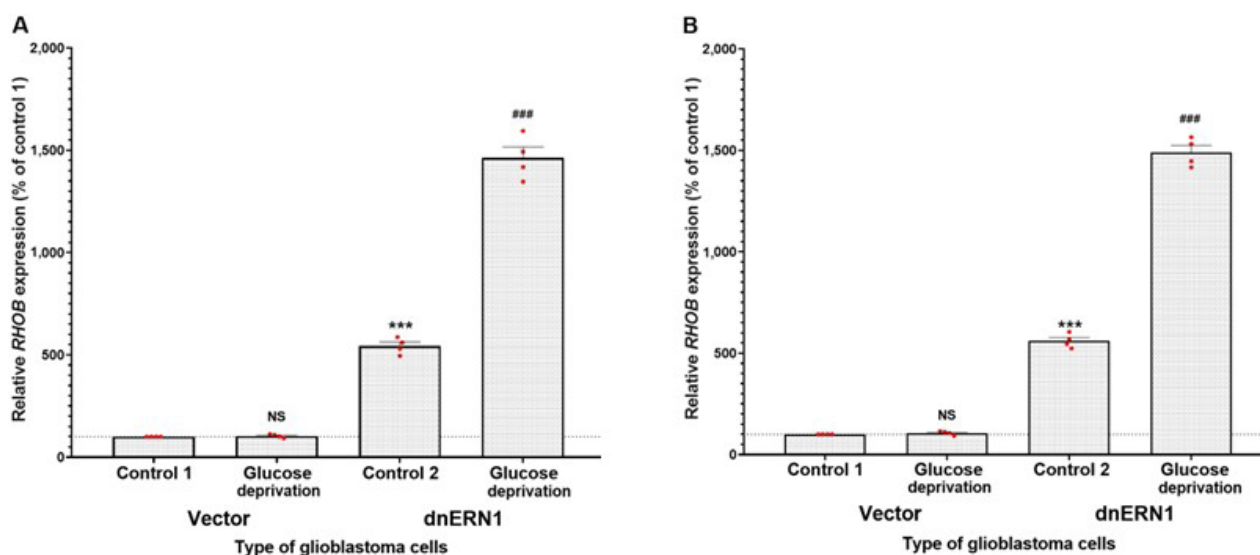 A
Relative RHOB expression (% of control 1)
2,000
1,500
1,000
500
0
NS
***
###
Control 1
Glucose deprivation
Control 2
Glucose deprivation
Vector
dnERN1
Type of glioblastoma cells
B
Relative RHOB expression (% of control 1)
2,000
1,500
1,000
500
0
NS
***
###
Control 1
Glucose deprivation
Control 2
Glucose deprivation
Vector
dnERN1
Type of glioblastoma cells